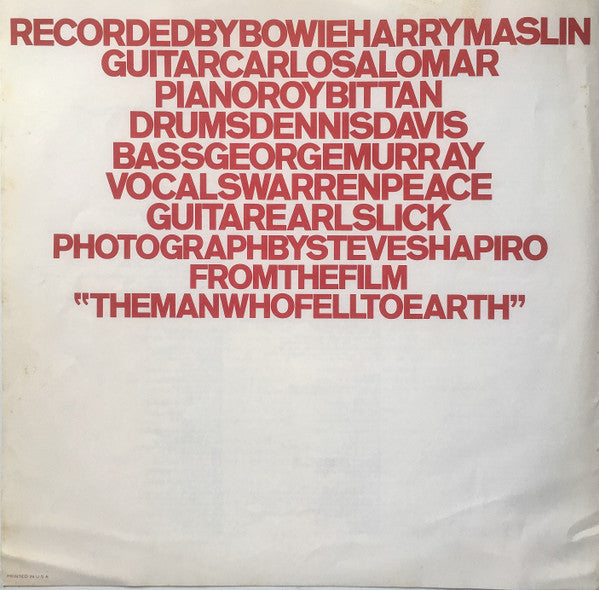 RECORDEDBYBOWIEHARRYMASLIN
GUITARCARLOSALOMAR
PIANOROYBITTAN
DRUMSDENNISDAVIS
BASSGEORGEMURRAY
VOCALSWARRENPEACE
GUITAREARLSLICK
PHOTOGRAPHBYSTEVESHAPIRO
FROMTHEFILM
“THEMANWHOFELLTOEARTH”
PRINTED IN U.S.A.